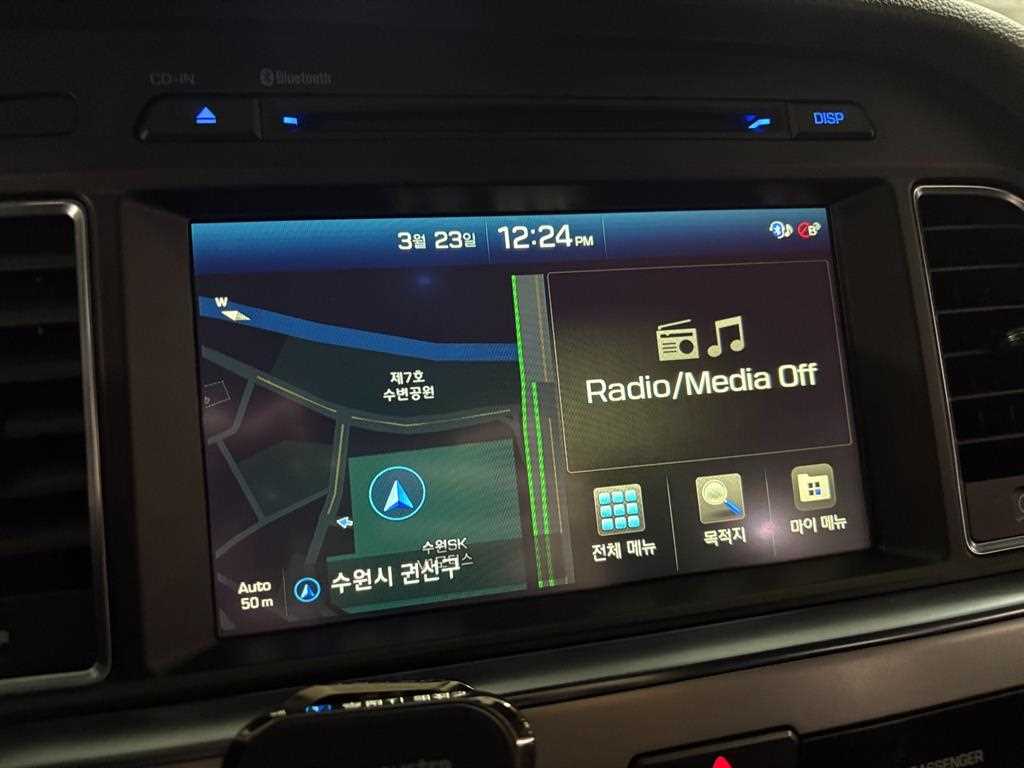 CD-IN
Bluetooth
DISP
3월 23일
12:24 PM
W
제7호
수변공원
Radio/Media Off
수원SK
수원시 권선구
Auto
50 m
전체 메뉴
목적지
마이 메뉴
PASSENGER